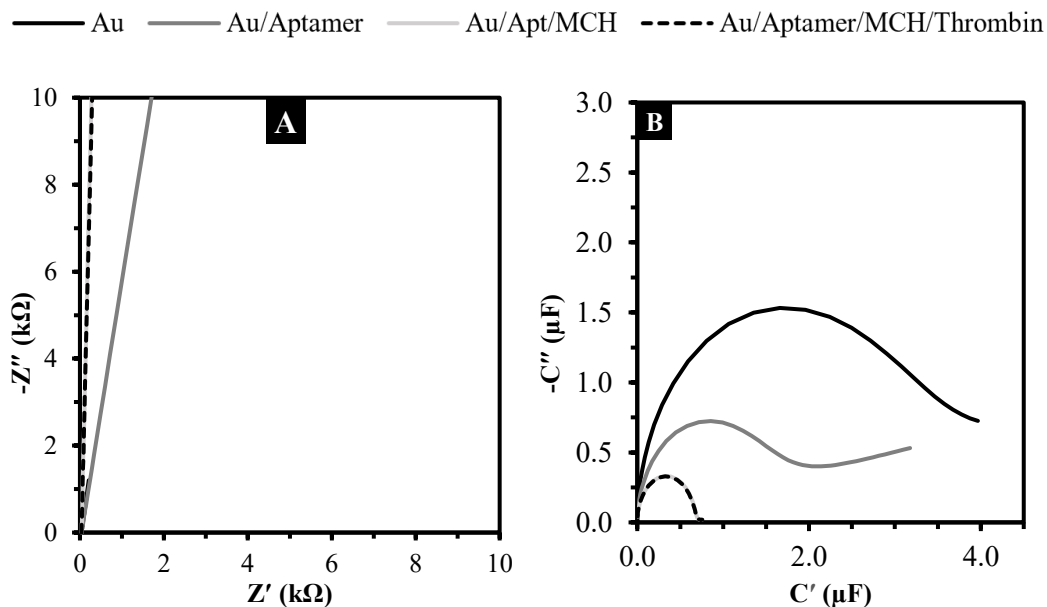 Au Au/Aptamer Au/Apt/MCH Au/Aptamer/MCH/Thrombin
A
10
8
6
4
2
0
-Z″ (kΩ)
0 2 4 6 8 10
Z′ (kΩ)
B
3.0
2.5
2.0
1.5
1.0
0.5
0.0
-C″ (µF)
0.0 2.0 4.0
C′ (µF)